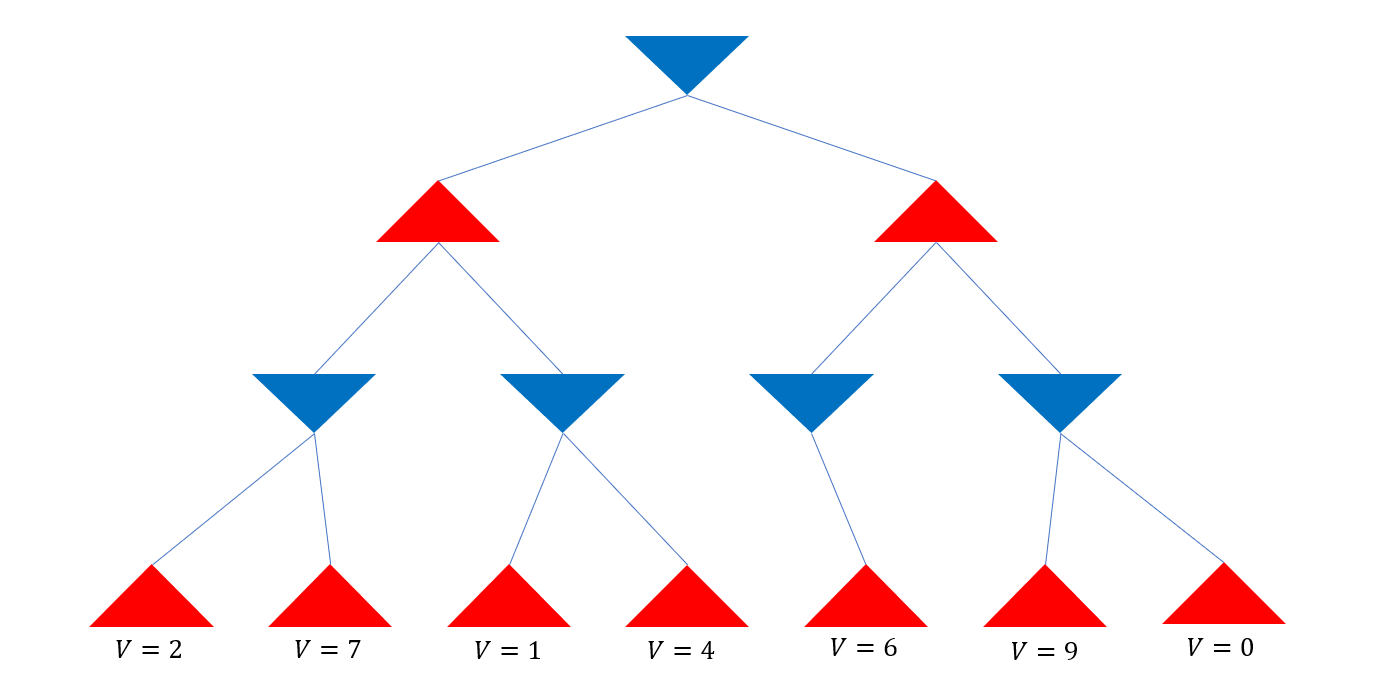 V = 2
V = 7
V = 1
V = 4
V = 6
V = 9
V = 0